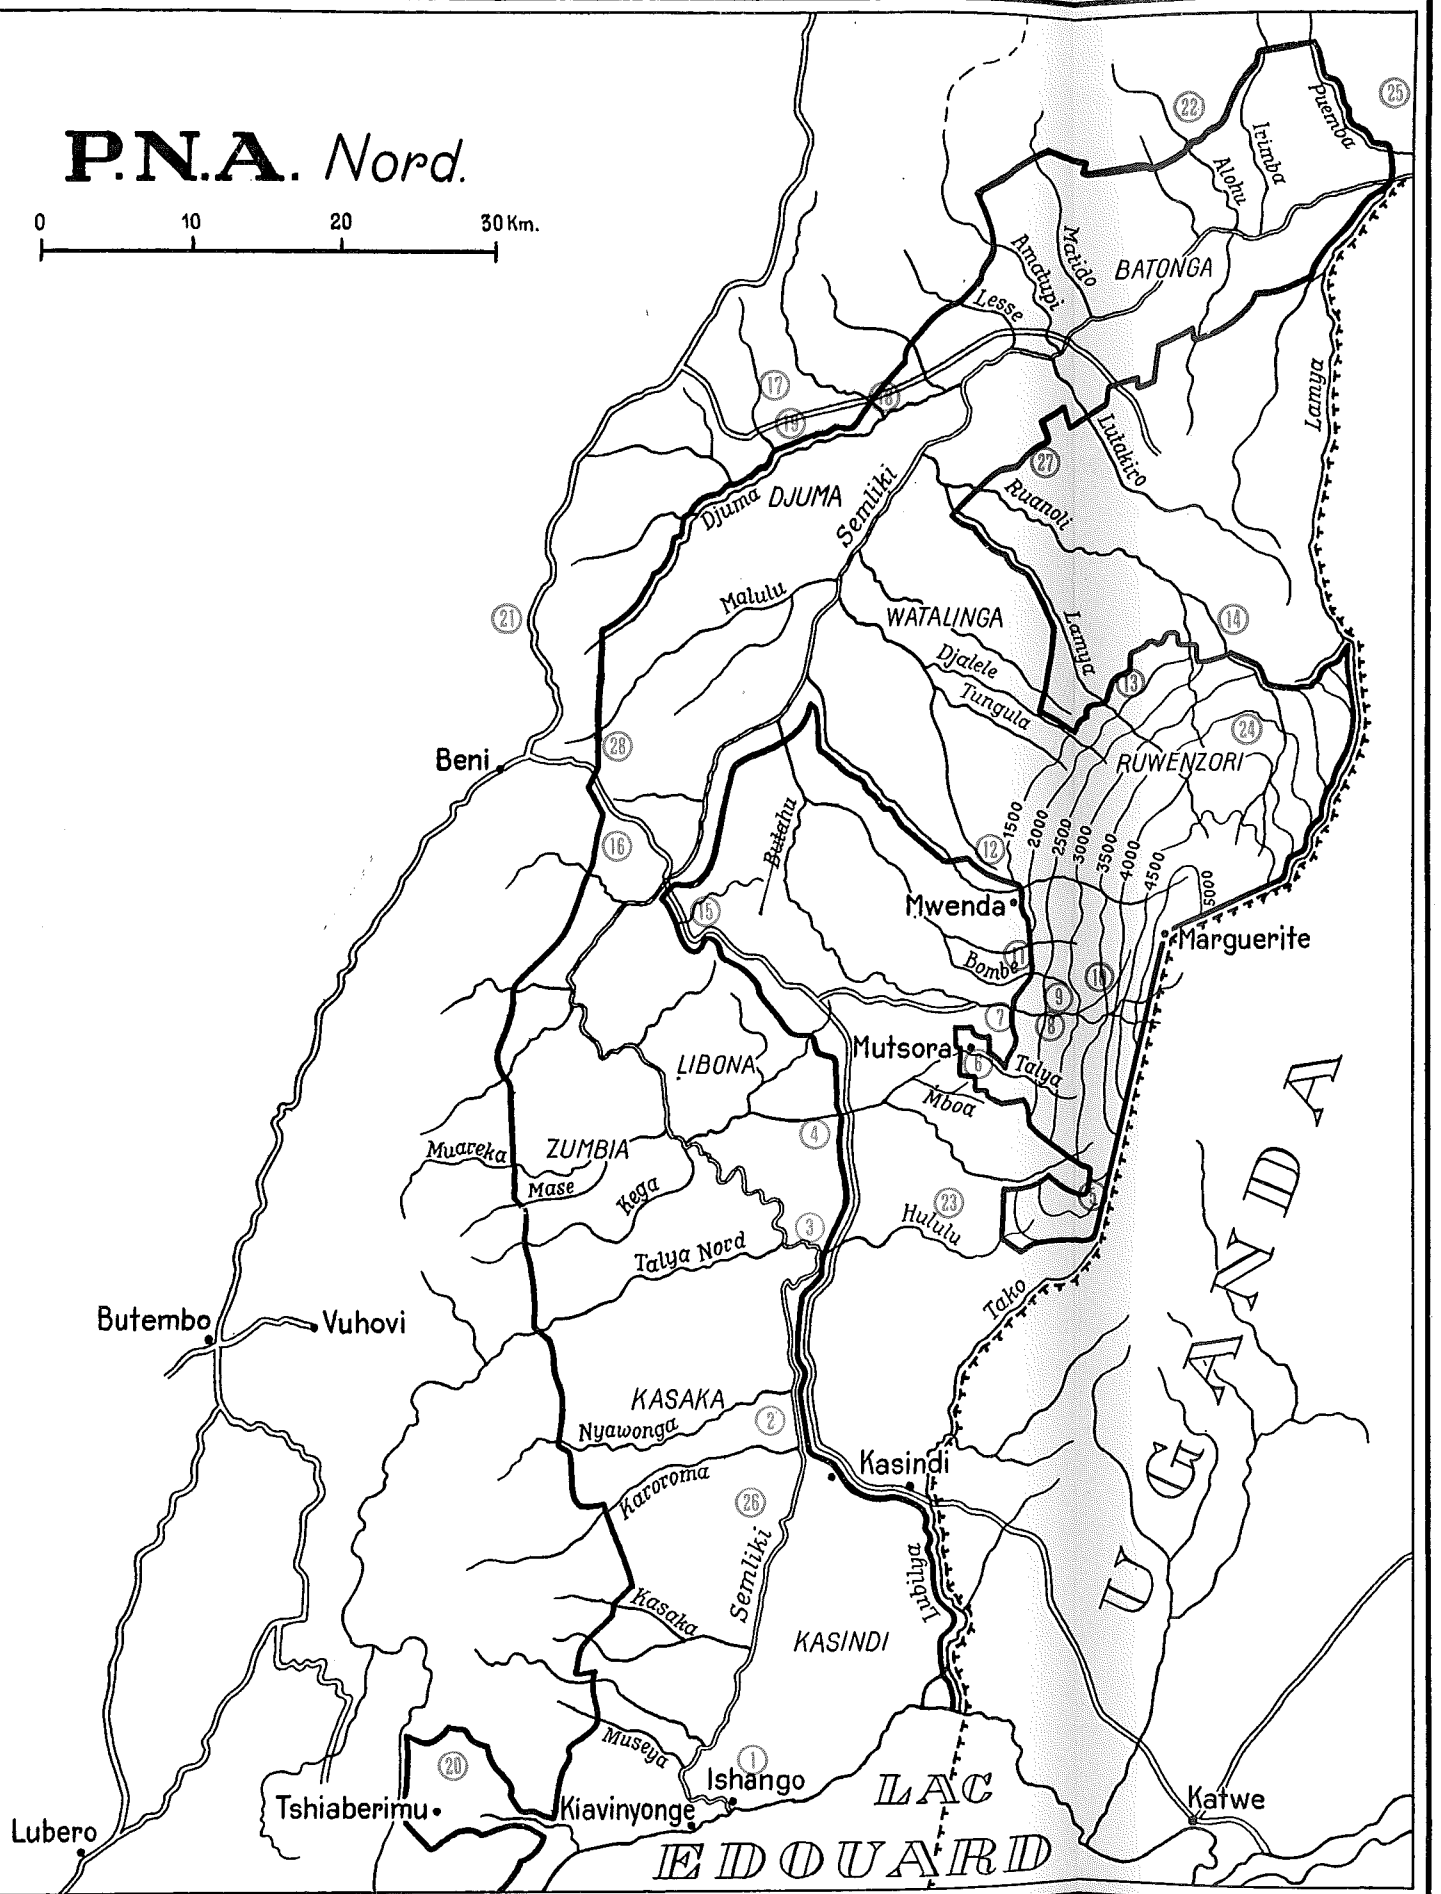 P.N.A. Nord.
0 10 20 30 Km.
22
25
Puemba
Irimba
Alohu
Matido
Amatupi
BATONGA
Lesse
17
18
19
Lamya
Lutakiro
27
Ruanoli
Djuma
DJUMA
Semliki
Malulu
21
WATALINGA
14
Lamya
Djalele
13
Tungula
24
28
Beni
RUWENZORI
Butahu
16
12
1500
2000
2500
3000
3500
4000
4500
5000
15
Mwenda
Marguerite
11
Bombe
10
9
7
8
Mutsora
6
Talya
LIBONA
Mboa
4
Muareka
ZUMBIA
Mase
Kega
5
23
3
Hululu
Talya Nord
Tako
Butembo
Vuhovi
UGANDA
KASAKA
Nyawonga
2
Karoroma
Kasindi
26
Semliki
Lubilya
Kasaka
KASINDI
Museya
1
20
Ishango
LAC
Tshiaberimu
Kiavinyonge
Katwe
Lubero
EDOUARD